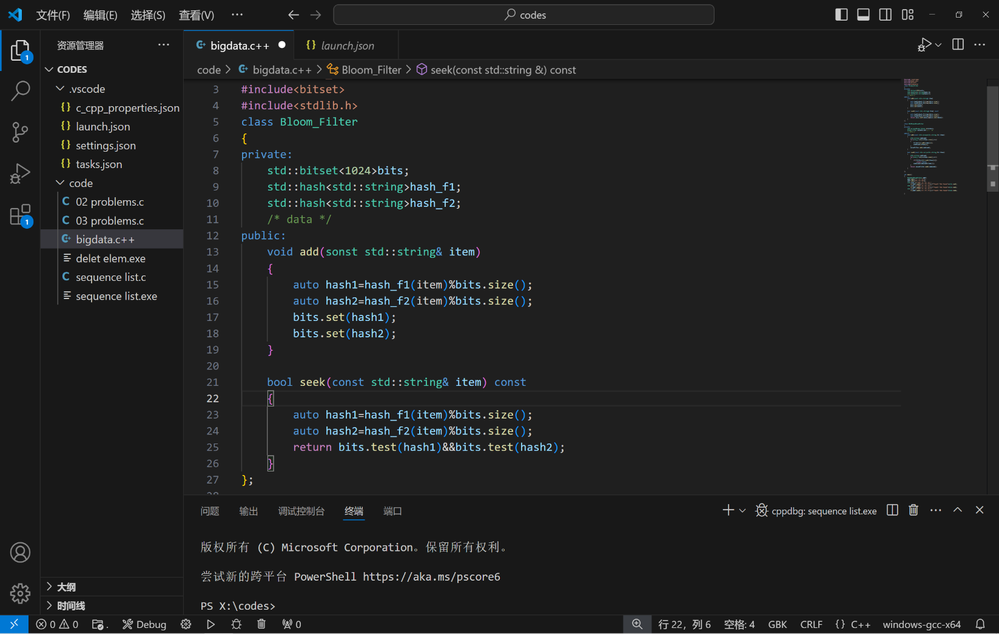 文件(F) 编辑(E) 选择(S) 查看(V) ··· codes
资源管理器 ···
bigdata.c++ launch.json
code > bigdata.c++ > Bloom_Filter > seek(const std::string &) const
CODES
.vscode
{} c_cpp_properties.json
{} launch.json
{} settings.json
{} tasks.json
code
C 02 problems.c
C 03 problems.c
bigdata.c++
delet elem.exe
C sequence list.c
sequence list.exe
大纲
时间线
1
1
3 #include<bitset>
4 #include<stdlib.h>
5 class Bloom_Filter
6 {
7 private:
8 std::bitset<1024>bits;
9 std::hash<std::string>hash_f1;
10 std::hash<std::string>hash_f2;
11 /* data */
12 public:
13 void add(sonst std::string& item)
14 {
15 auto hash1=hash_f1(item)%bits.size();
16 auto hash2=hash_f2(item)%bits.size();
17 bits.set(hash1);
18 bits.set(hash2);
19 }
20
21 bool seek(const std::string& item) const
22 {
23 auto hash1=hash_f1(item)%bits.size();
24 auto hash2=hash_f2(item)%bits.size();
25 return bits.test(hash1)&&bits.test(hash2);
26 }
27 };
问题 输出 调试控制台 终端 端口 cppdbg: sequence list.exe
版权所有 (C) Microsoft Corporation。保留所有权利。
尝试新的跨平台 PowerShell https://aka.ms/pscore6
PS X:\codes>
0 0 . Debug 0 行 22，列 6 空格: 4 GBK CRLF {} C++ windows-gcc-x64